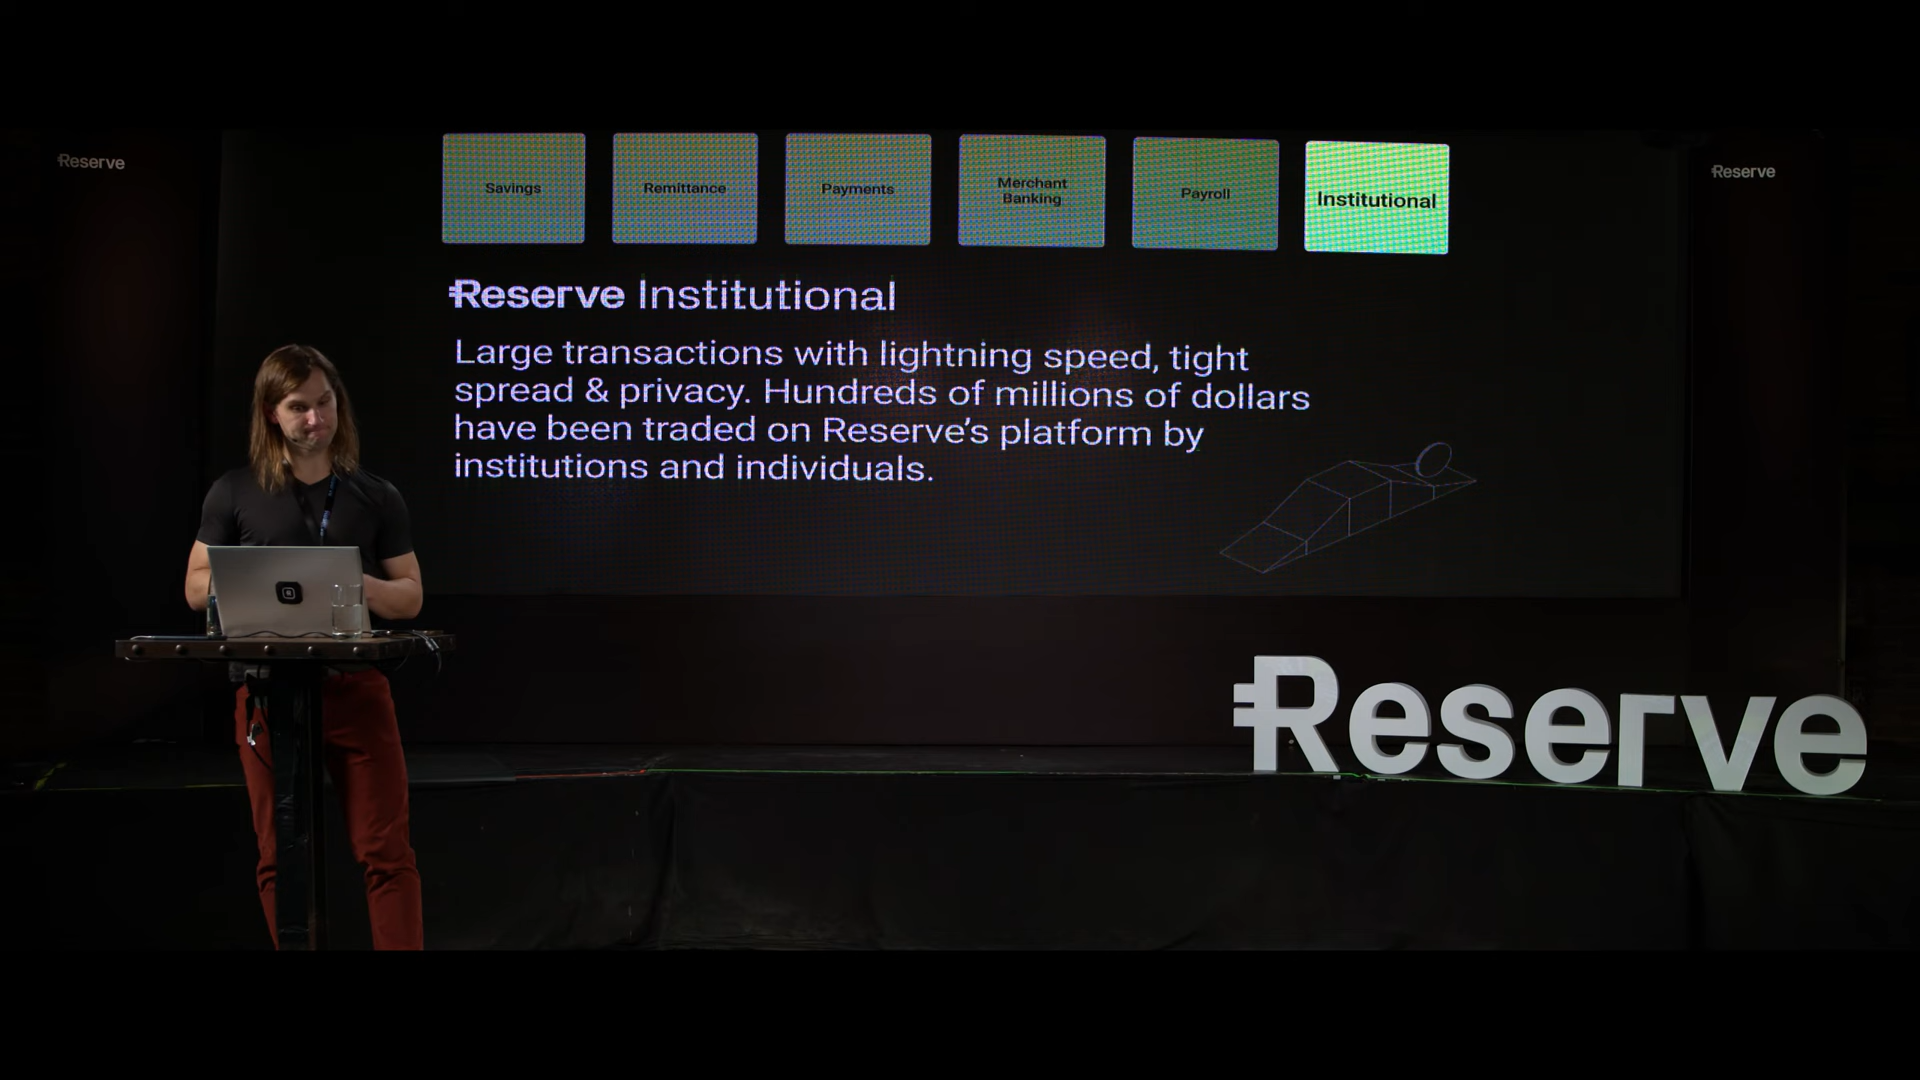 Reserve
Reserve
Savings
Remittance
Payments
Merchant
Banking
Payroll
Institutional
Reserve Institutional
Large transactions with lightning speed, tight
spread & privacy. Hundreds of millions of dollars
have been traded on Reserve's platform by
institutions and individuals.
Reserve